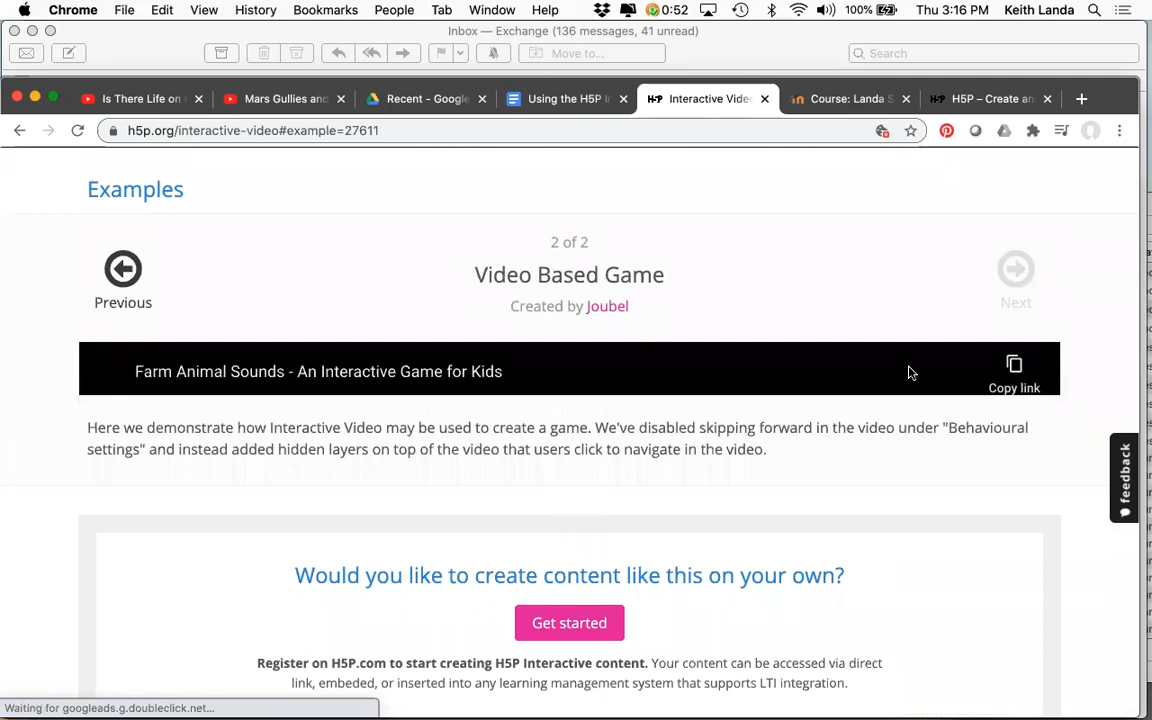 Chrome File Edit View History Bookmarks People Tab Window Help 0:52 100% Thu 3:16 PM Keith Landa
Inbox — Exchange (136 messages, 41 unread)
Move to... Search
Is There Life on Mars Gullies and Recent - Google Using the H5P In Interactive Video Course: Landa S H5P – Create an
h5p.org/interactive-video#example=27611
Examples
2 of 2
Video Based Game
Previous Created by Joubel Next
Farm Animal Sounds - An Interactive Game for Kids
Copy link
Here we demonstrate how Interactive Video may be used to create a game. We've disabled skipping forward in the video under "Behavioural
settings" and instead added hidden layers on top of the video that users click to navigate in the video.
feedback
Would you like to create content like this on your own?
Get started
Register on H5P.com to start creating H5P Interactive content. Your content can be accessed via direct
link, embeded, or inserted into any learning management system that supports LTI integration.
Waiting for googleads.g.doubleclick.net...